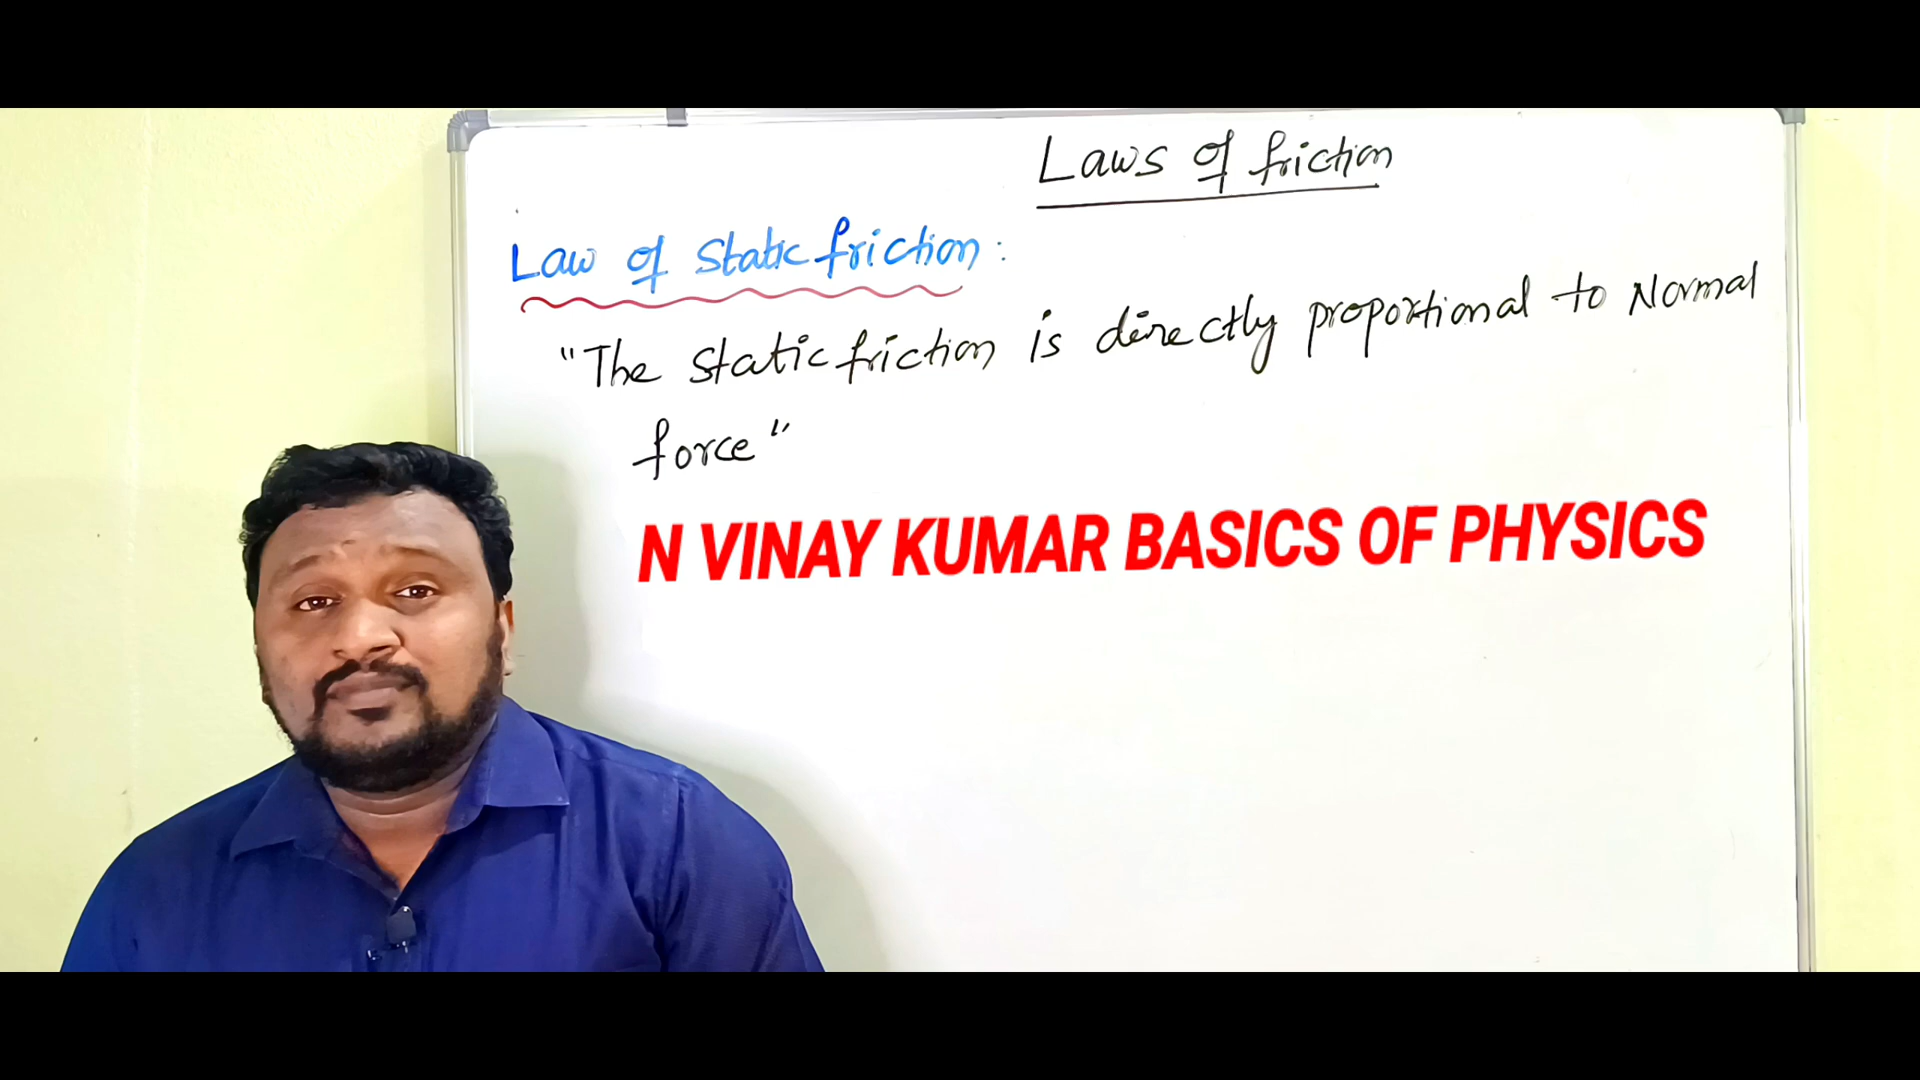 Laws of friction
Law of Static friction:
"The static friction is directly proportional to Normal
force"
N VINAY KUMAR BASICS OF PHYSICS